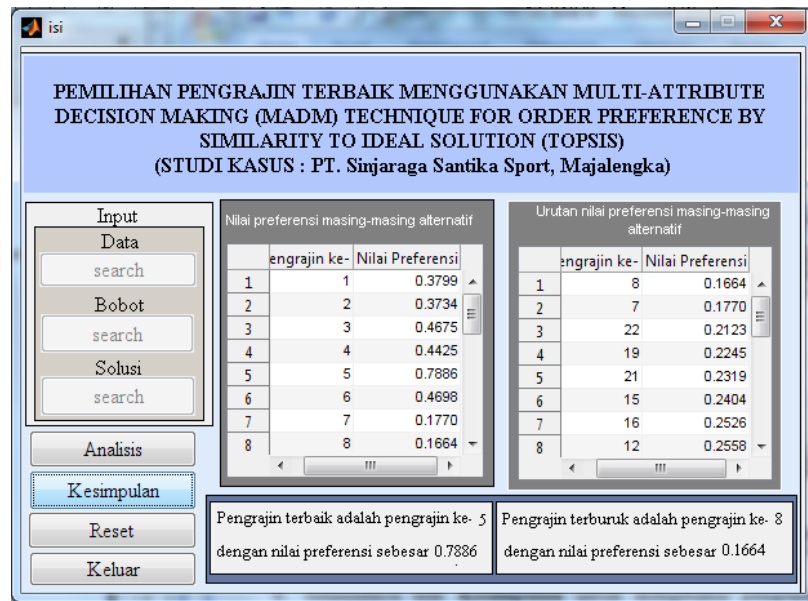 isi
PEMILIHAN PENGRAJIN TERBAIK MENGGUNAKAN MULTI-ATTRIBUTE
DECISION MAKING (MADM) TECHNIQUE FOR ORDER PREFERENCE BY
SIMILARITY TO IDEAL SOLUTION (TOPSIS)
(STUDI KASUS : PT. Sinjaraga Santika Sport, Majalengka)
Input
Data
search
Bobot
search
Solusi
search
Analisis
Kesimpulan
Reset
Keluar
Nilai preferensi masing-masing alternatif
engrajin ke- Nilai Preferensi
1 1 0.3799
2 2 0.3734
3 3 0.4675
4 4 0.4425
5 5 0.7886
6 6 0.4698
7 7 0.1770
8 8 0.1664
Urutan nilai preferensi masing-masing
alternatif
engrajin ke- Nilai Preferensi
1 8 0.1664
2 7 0.1770
3 22 0.2123
4 19 0.2245
5 21 0.2319
6 15 0.2404
7 16 0.2526
8 12 0.2558
Pengrajin terbaik adalah pengrajin ke- 5
dengan nilai preferensi sebesar 0.7886
Pengrajin terburuk adalah pengrajin ke- 8
dengan nilai preferensi sebesar 0.1664